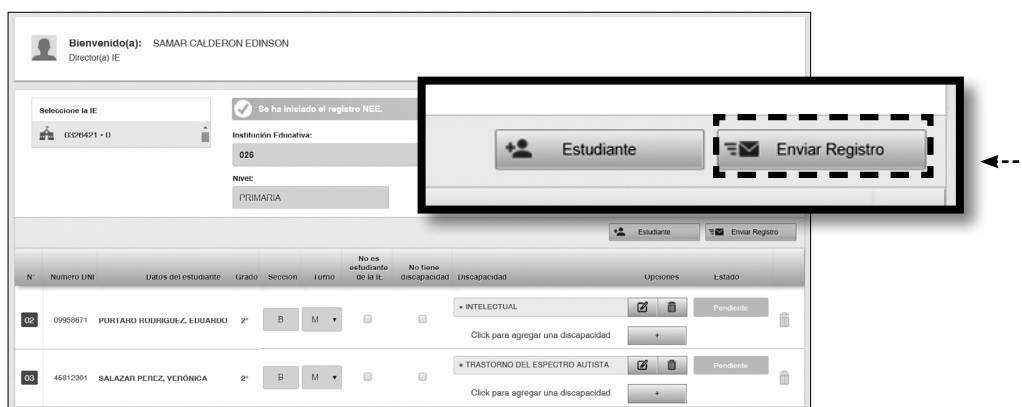 Bienvenido(a): SAMAR CALDERON EDINSON
Director(a) IE
Seleccione la IE
0326421 - 0
Se ha iniciado el registro NEE.
Institución Educativa:
026
Nivel:
PRIMARIA
Estudiante Enviar Registro
Estudiante Enviar Registro
N° Numero DNI Datos del estudiante Grado Sección Turno No es estudiante de la IE No tiene discapacidad Discapacidad Opciones Estado
02 09958671 PORTARO RODRIGUEZ, EDUARDO 2° B M INTELECTUAL Pendiente
Click para agregar una discapacidad +
03 45812301 SALAZAR PEREZ, VERÓNICA 2° B M TRASTORNO DEL ESPECTRO AUTISTA Pendiente
Click para agregar una discapacidad +